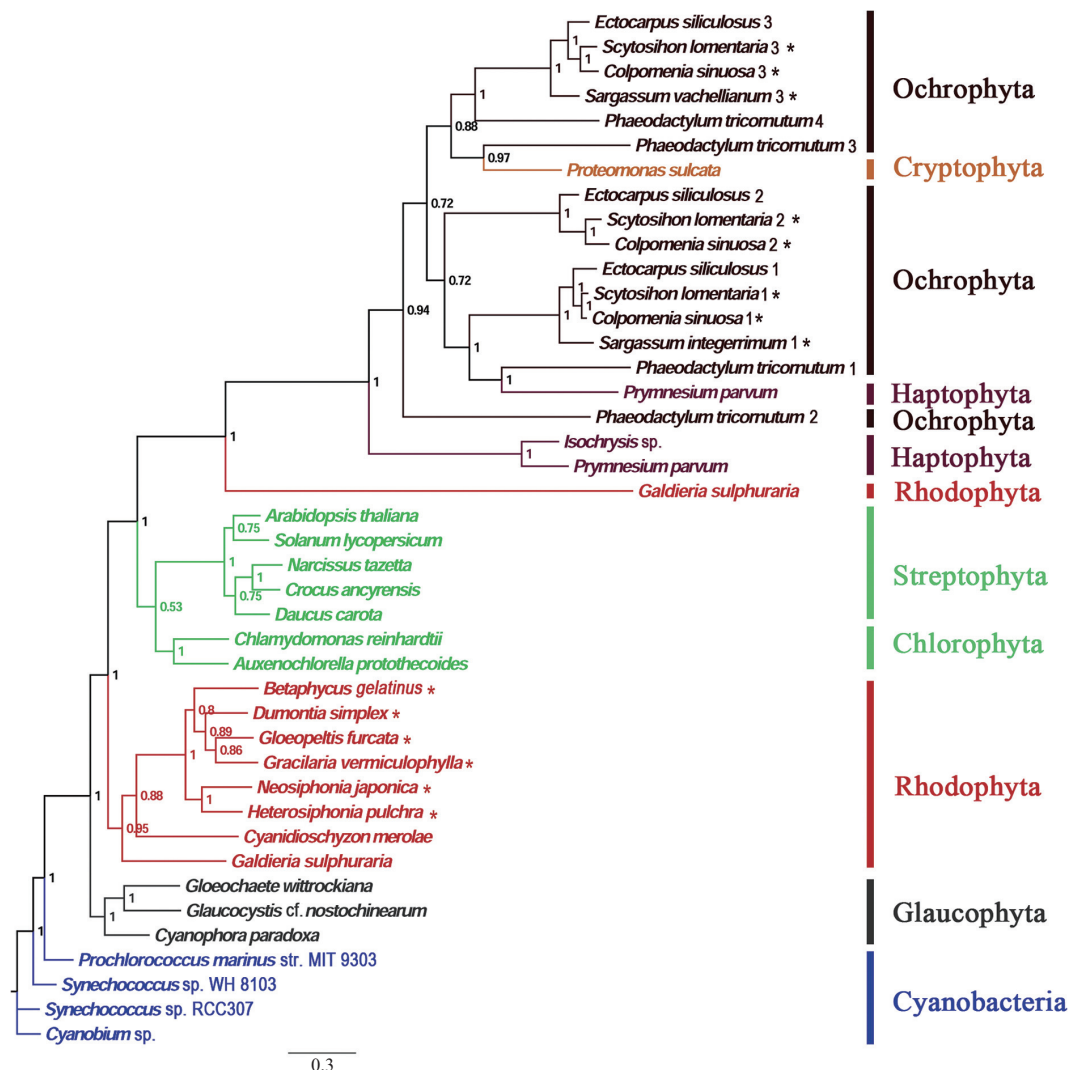 Ectocarpus siliculosus 3
Scytosihon lomentaria 3 *
Colpomenia sinuosa 3 *
Sargassum vachellianum 3 *
Phaeodactylum tricornutum 4
Phaeodactylum tricornutum 3
Proteomonas sulcata
Ectocarpus siliculosus 2
Scytosihon lomentaria 2 *
Colpomenia sinuosa 2 *
Ectocarpus siliculosus 1
Scytosihon lomentaria 1 *
Colpomenia sinuosa 1 *
Sargassum integerrimum 1 *
Phaeodactylum tricornutum 1
Prymnesium parvum
Phaeodactylum tricornutum 2
Isochrysis sp.
Prymnesium parvum
Galdieria sulphuraria
Arabidopsis thaliana
Solanum lycopersicum
Narcissus tazetta
Crocus ancyrensis
Daucus carota
Chlamydomonas reinhardtii
Auxenochlorella protothecoides
Betaphycus gelatinus *
Dumontia simplex *
Gloeopeltis furcata *
Gracilaria vermiculophylla *
Neosiphonia japonica *
Heterosiphonia pulchra *
Cyanidioschyzon merolae
Galdieria sulphuraria
Gloeochaete wittrockiana
Glaucocystis cf. nostochinearum
Cyanophora paradoxa
Prochlorococcus marinus str. MIT 9303
Synechococcus sp. WH 8103
Synechococcus sp. RCC307
Cyanobium sp.
Ochrophyta
Cryptophyta
Ochrophyta
Haptophyta
Ochrophyta
Haptophyta
Rhodophyta
Streptophyta
Chlorophyta
Rhodophyta
Glaucophyta
Cyanobacteria
1
1
1
1
0.88
0.97
0.72
1
1
0.72
1
1
1
1
1
0.94
1
1
1
1
0.75
1
1
0.75
0.53
1
1
0.8
0.89
0.86
1
1
0.88
0.95
1
1
1
1
1
0.3